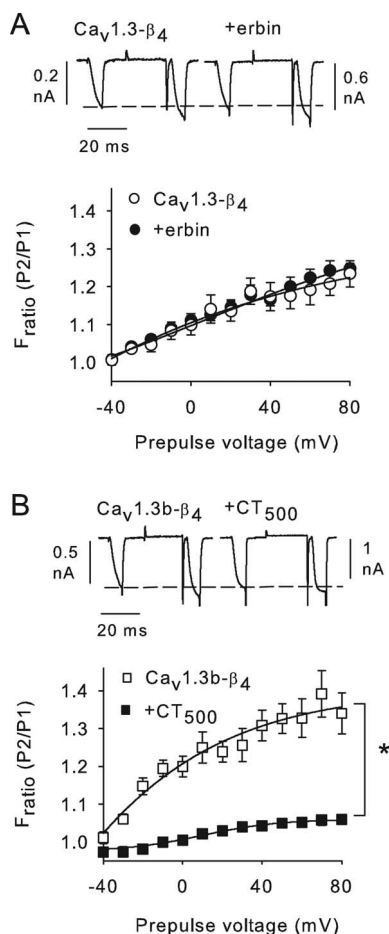 A
Cav1.3-β4 +erbin
0.2 nA
0.6 nA
20 ms
Cav1.3-β4
+erbin
Fratio (P2/P1)
1.4
1.3
1.2
1.1
1.0
-40 0 40 80
Prepulse voltage (mV)
B
Cav1.3b-β4 +CT500
0.5 nA
1 nA
20 ms
Cav1.3b-β4
+CT500
Fratio (P2/P1)
1.4
1.3
1.2
1.1
1.0
*
-40 0 40 80
Prepulse voltage (mV)